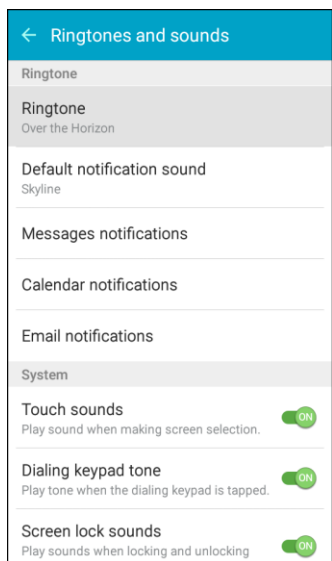 Ringtones and sounds
Ringtone
Ringtone
Over the Horizon
Default notification sound
Skyline
Messages notifications
Calendar notifications
Email notifications
System
Touch sounds
Play sound when making screen selection.
ON
Dialing keypad tone
Play tone when the dialing keypad is tapped.
ON
Screen lock sounds
Play sounds when locking and unlocking
ON